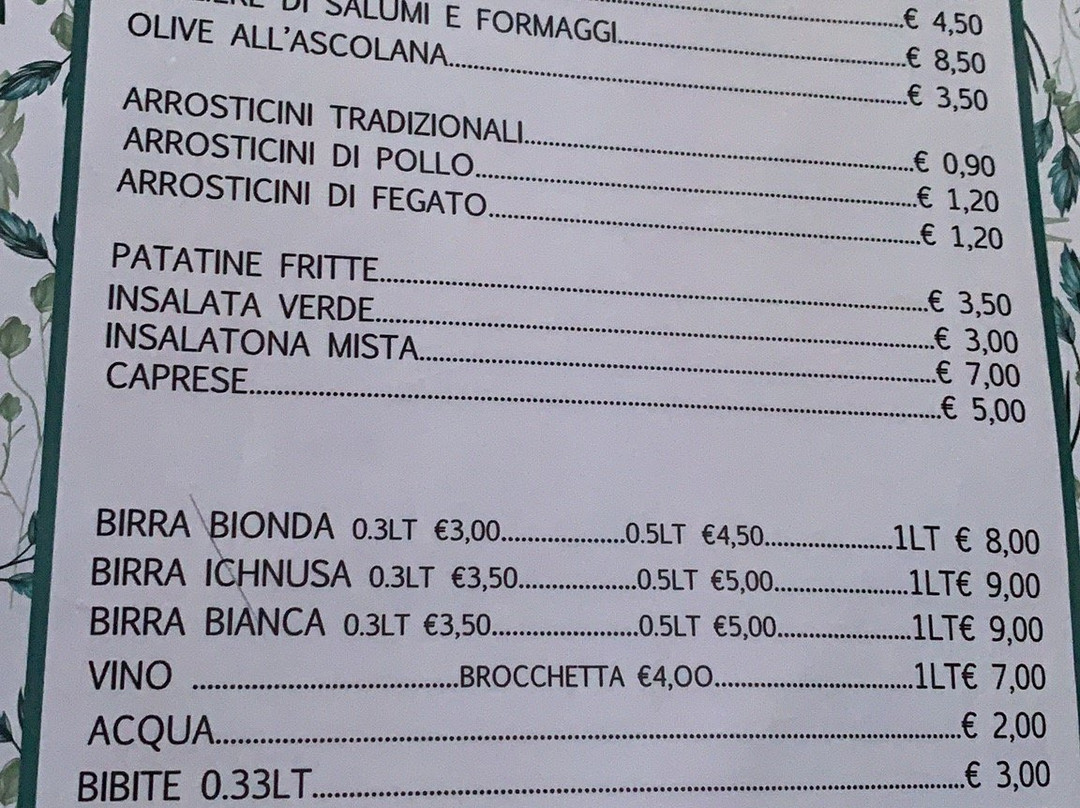 € 4,50
DI SALUMI E FORMAGGI..............................€ 8,50
OLIVE ALL'ASCOLANA..............................€ 3,50
ARROSTICINI TRADIZIONALI..............................€ 0,90
ARROSTICINI DI POLLO..............................€ 1,20
ARROSTICINI DI FEGATO..............................€ 1,20
PATATINE FRITTE..............................€ 3,50
INSALATA VERDE..............................€ 3,00
INSALATONA MISTA..............................€ 7,00
CAPRESE..............................€ 5,00
BIRRA BIONDA 0.3LT €3,00....................0.5LT €4,50....................1LT € 8,00
BIRRA ICHNUSA 0.3LT €3,50....................0.5LT €5,00....................1LT€ 9,00
BIRRA BIANCA 0.3LT €3,50....................0.5LT €5,00....................1LT€ 9,00
VINO ..............................BROCCHETTA €4,OO..............................1LT€ 7,00
ACQUA..............................€ 2,00
BIBITE 0.33LT..............................€ 3,00